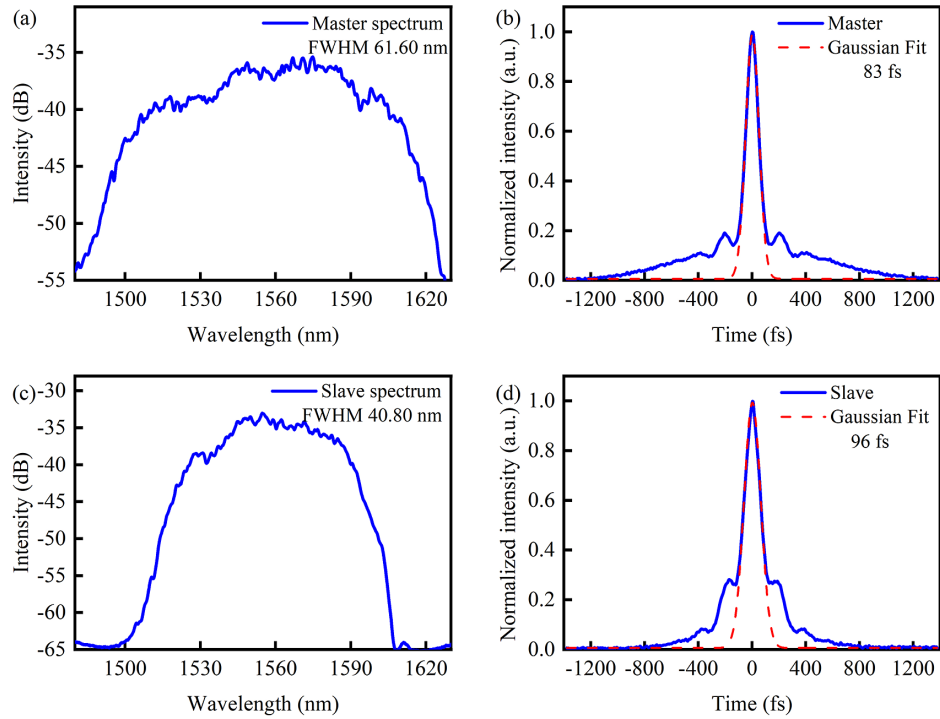 (a)
Master spectrum
FWHM 61.60 nm
-35
-40
-45
-50
-55
Intensity (dB)
1500 1530 1560 1590 1620
Wavelength (nm)
(b)
Master
Gaussian Fit
83 fs
1.0
0.8
0.6
0.4
0.2
0.0
Normalized intensity (a.u.)
-1200 -800 -400 0 400 800 1200
Time (fs)
(c)
Slave spectrum
FWHM 40.80 nm
-30
-35
-40
-45
-50
-55
-60
-65
Intensity (dB)
1500 1530 1560 1590 1620
Wavelength (nm)
(d)
Slave
Gaussian Fit
96 fs
1.0
0.8
0.6
0.4
0.2
0.0
Normalized intensity (a.u.)
-1200 -800 -400 0 400 800 1200
Time (fs)